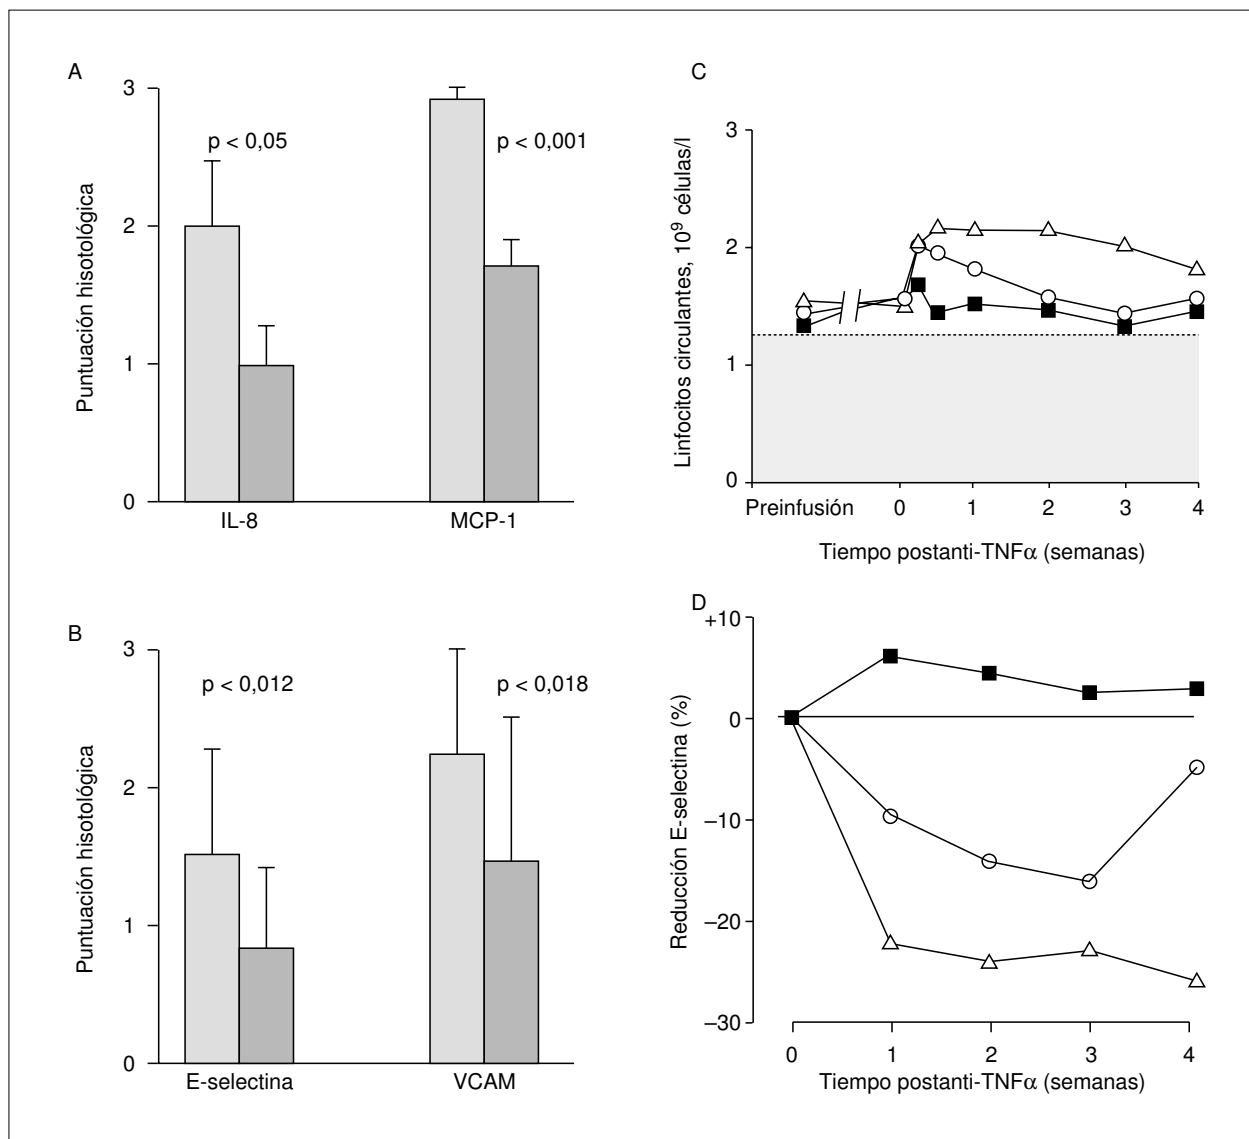 A
3
2
1
0
Puntuación hisotológica
p < 0,05
p < 0,001
IL-8
MCP-1
B
3
2
1
0
Puntuación hisotológica
p < 0,012
p < 0,018
E-selectina
VCAM
C
3
2
1
0
Linfocitos circulantes, 10⁹ células/l
Preinfusión 0 1 2 3 4
Tiempo postanti-TNFα (semanas)
D
+10
0
–10
–20
–30
Reducción E-selectina (%)
0 1 2 3 4
Tiempo postanti-TNFα (semanas)